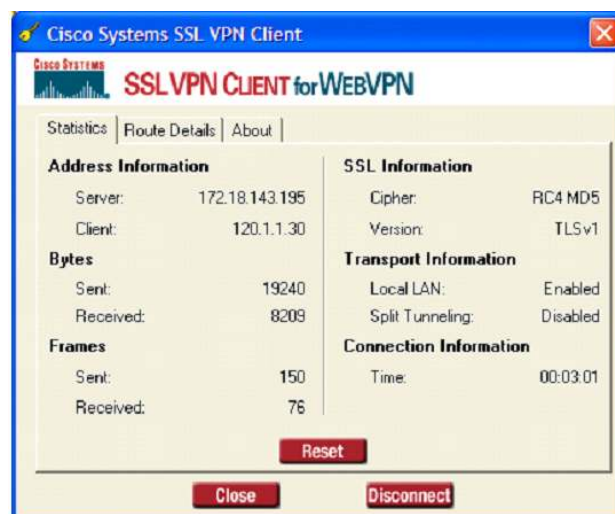 Cisco Systems SSL VPN Client
CISCO SYSTEMS
SSL VPN CLIENT for WEBVPN
Statistics Route Details About
Address Information
Server: 172.18.143.195
Client: 120.1.1.30
Bytes
Sent: 19240
Received: 8209
Frames
Sent: 150
Received: 76
SSL Information
Cipher: RC4 MD5
Version: TLSv1
Transport Information
Local LAN: Enabled
Split Tunneling: Disabled
Connection Information
Time: 00:03:01
Reset
Close Disconnect